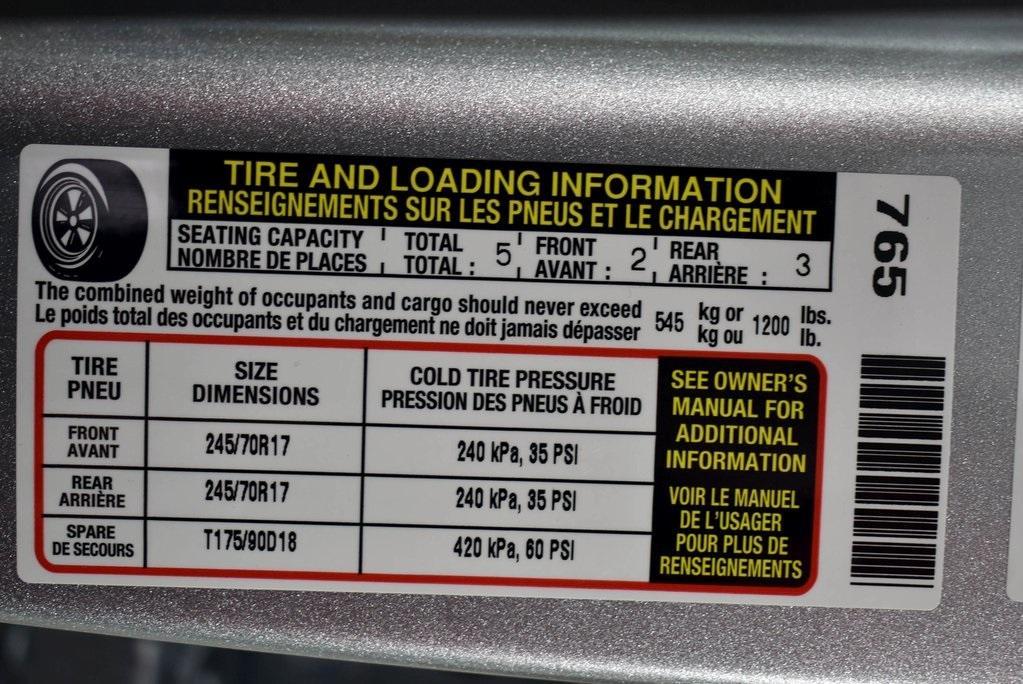 TIRE AND LOADING INFORMATION
RENSEIGNEMENTS SUR LES PNEUS ET LE CHARGEMENT
SEATING CAPACITY TOTAL 5 FRONT 2 REAR 3
NOMBRE DE PLACES TOTAL : AVANT : ARRIÈRE :
765
The combined weight of occupants and cargo should never exceed 545 kg or 1200 lbs.
Le poids total des occupants et du chargement ne doit jamais dépasser kg ou lb.
TIRE SIZE COLD TIRE PRESSURE
PNEU DIMENSIONS PRESSION DES PNEUS À FROID
FRONT 245/70R17 240 kPa, 35 PSI
AVANT
REAR 245/70R17 240 kPa, 35 PSI
ARRIÈRE
SPARE T175/90D18 420 kPa, 60 PSI
DE SECOURS
SEE OWNER'S
MANUAL FOR
ADDITIONAL
INFORMATION
VOIR LE MANUEL
DE L'USAGER
POUR PLUS DE
RENSEIGNEMENTS